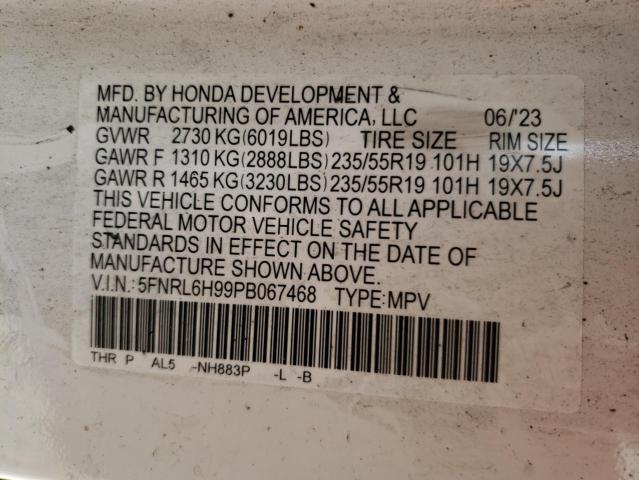 MFD. BY HONDA DEVELOPMENT &
MANUFACTURING OF AMERICA, LLC 06/'23
GVWR 2730 KG(6019LBS) TIRE SIZE RIM SIZE
GAWR F 1310 KG(2888LBS) 235/55R19 101H 19X7.5J
GAWR R 1465 KG(3230LBS) 235/55R19 101H 19X7.5J
THIS VEHICLE CONFORMS TO ALL APPLICABLE
FEDERAL MOTOR VEHICLE SAFETY
STANDARDS IN EFFECT ON THE DATE OF
MANUFACTURE SHOWN ABOVE.
V.I.N.:5FNRL6H99PB067468 TYPE:MPV
THR P AL5 -NH883P -L -B